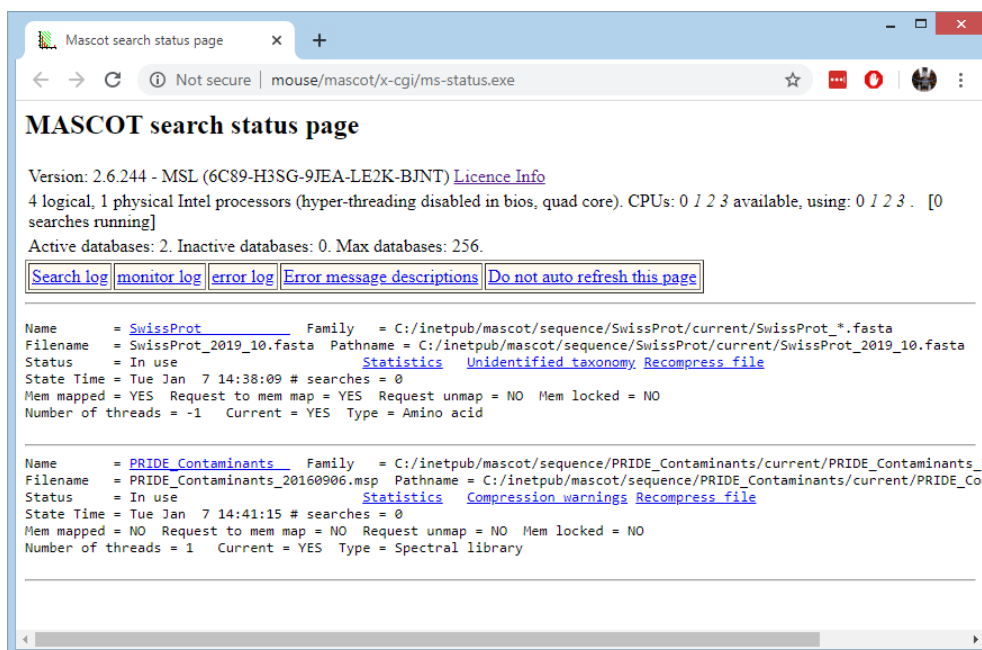 Mascot search status page
Not secure | mouse/mascot/x-cgi/ms-status.exe
MASCOT search status page
Version: 2.6.244 - MSL (6C89-H3SG-9JEA-LE2K-BJNT) Licence Info
4 logical, 1 physical Intel processors (hyper-threading disabled in bios, quad core). CPUs: 0 1 2 3 available, using: 0 1 2 3 . [0
searches running]
Active databases: 2. Inactive databases: 0. Max databases: 256.
Search log monitor log error log Error message descriptions Do not auto refresh this page
Name = SwissProt Family = C:/inetpub/mascot/sequence/SwissProt/current/SwissProt_*.fasta
Filename = SwissProt_2019_10.fasta Pathname = C:/inetpub/mascot/sequence/SwissProt/current/SwissProt_2019_10.fasta
Status = In use Statistics Unidentified taxonomy Recompress file
State Time = Tue Jan 7 14:38:09 # searches = 0
Mem mapped = YES Request to mem map = YES Request unmap = NO Mem locked = NO
Number of threads = -1 Current = YES Type = Amino acid
Name = PRIDE_Contaminants Family = C:/inetpub/mascot/sequence/PRIDE_Contaminants/current/PRIDE_Contaminants_
Filename = PRIDE_Contaminants_20160906.msp Pathname = C:/inetpub/mascot/sequence/PRIDE_Contaminants/current/PRIDE_Co
Status = In use Statistics Compression warnings Recompress file
State Time = Tue Jan 7 14:41:15 # searches = 0
Mem mapped = NO Request to mem map = NO Request unmap = NO Mem locked = NO
Number of threads = 1 Current = YES Type = Spectral library